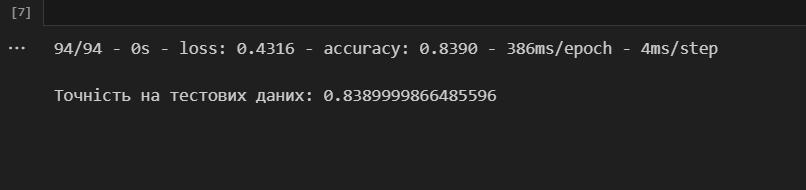 [7]
... 94/94 - 0s - loss: 0.4316 - accuracy: 0.8390 - 386ms/epoch - 4ms/step
Точність на тестових даних: 0.8389999866485596